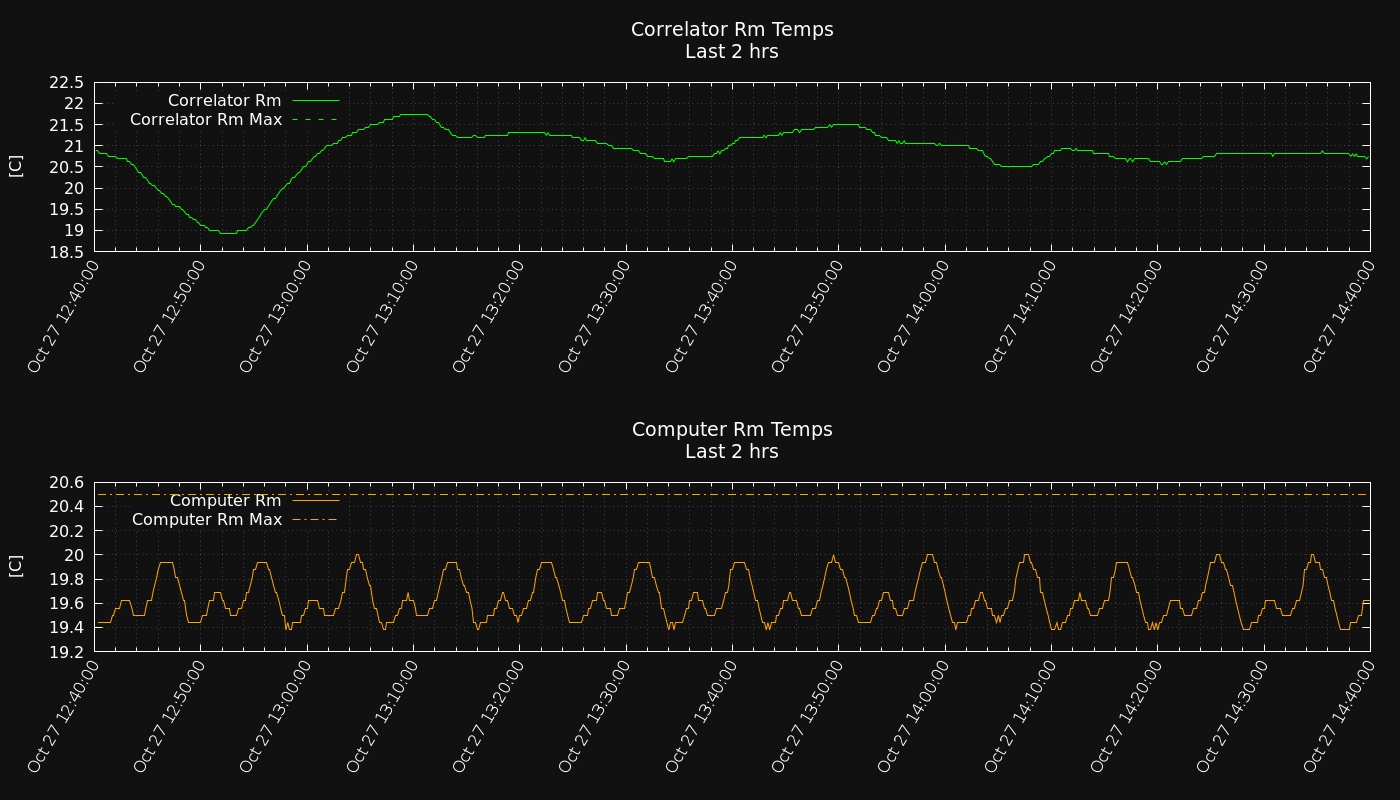 Correlator Rm Temps
Last 2 hrs
Correlator Rm
Correlator Rm Max
[C]
22.5
22
21.5
21
20.5
20
19.5
19
18.5
Oct 27 12:40:00
Oct 27 12:50:00
Oct 27 13:00:00
Oct 27 13:10:00
Oct 27 13:20:00
Oct 27 13:30:00
Oct 27 13:40:00
Oct 27 13:50:00
Oct 27 14:00:00
Oct 27 14:10:00
Oct 27 14:20:00
Oct 27 14:30:00
Oct 27 14:40:00
Computer Rm Temps
Last 2 hrs
Computer Rm
Computer Rm Max
[C]
20.6
20.4
20.2
20
19.8
19.6
19.4
19.2
Oct 27 12:40:00
Oct 27 12:50:00
Oct 27 13:00:00
Oct 27 13:10:00
Oct 27 13:20:00
Oct 27 13:30:00
Oct 27 13:40:00
Oct 27 13:50:00
Oct 27 14:00:00
Oct 27 14:10:00
Oct 27 14:20:00
Oct 27 14:30:00
Oct 27 14:40:00